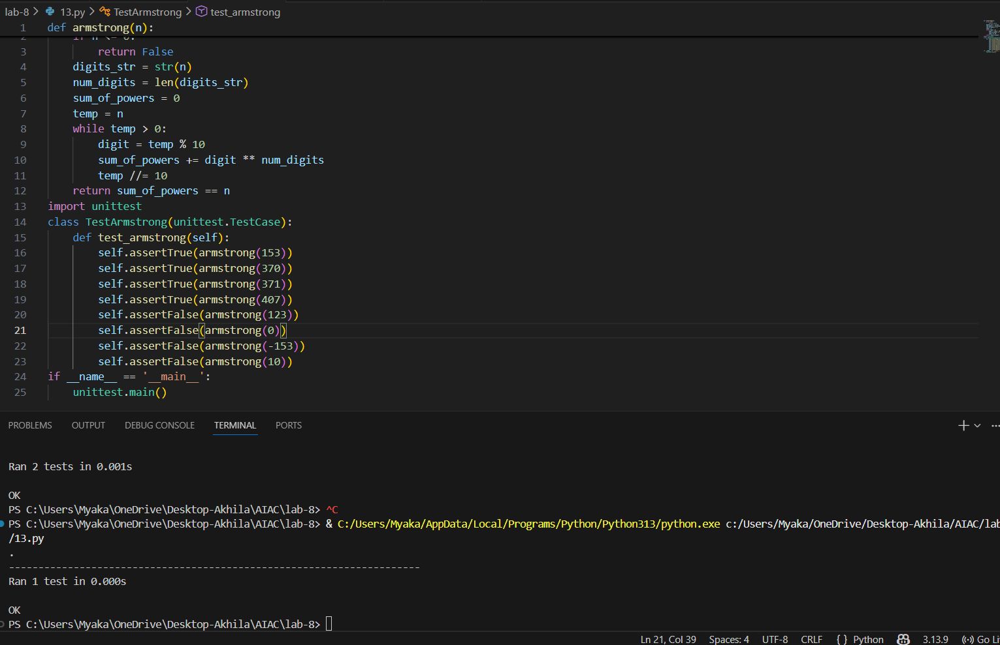 lab-8 > 13.py > TestArmstrong > test_armstrong
1 def armstrong(n):
2 if n <= 0:
3 return False
4 digits_str = str(n)
5 num_digits = len(digits_str)
6 sum_of_powers = 0
7 temp = n
8 while temp > 0:
9 digit = temp % 10
10 sum_of_powers += digit ** num_digits
11 temp //= 10
12 return sum_of_powers == n
13 import unittest
14 class TestArmstrong(unittest.TestCase):
15 def test_armstrong(self):
16 self.assertTrue(armstrong(153))
17 self.assertTrue(armstrong(370))
18 self.assertTrue(armstrong(371))
19 self.assertTrue(armstrong(407))
20 self.assertFalse(armstrong(123))
21 self.assertFalse(armstrong(0))
22 self.assertFalse(armstrong(-153))
23 self.assertFalse(armstrong(10))
24 if __name__ == '__main__':
25 unittest.main()
PROBLEMS OUTPUT DEBUG CONSOLE TERMINAL PORTS
Ran 2 tests in 0.001s
OK
PS C:\Users\Myaka\OneDrive\Desktop-Akhila\AIAC\lab-8> ^C
PS C:\Users\Myaka\OneDrive\Desktop-Akhila\AIAC\lab-8> & C:/Users/Myaka/AppData/Local/Programs/Python/Python313/python.exe c:/Users/Myaka/OneDrive/Desktop-Akhila/AIAC/lab
/13.py
.
----------------------------------------------------------------------
Ran 1 test in 0.000s
OK
PS C:\Users\Myaka\OneDrive\Desktop-Akhila\AIAC\lab-8>
Ln 21, Col 39 Spaces: 4 UTF-8 CRLF { } Python 3.13.9 Go Li